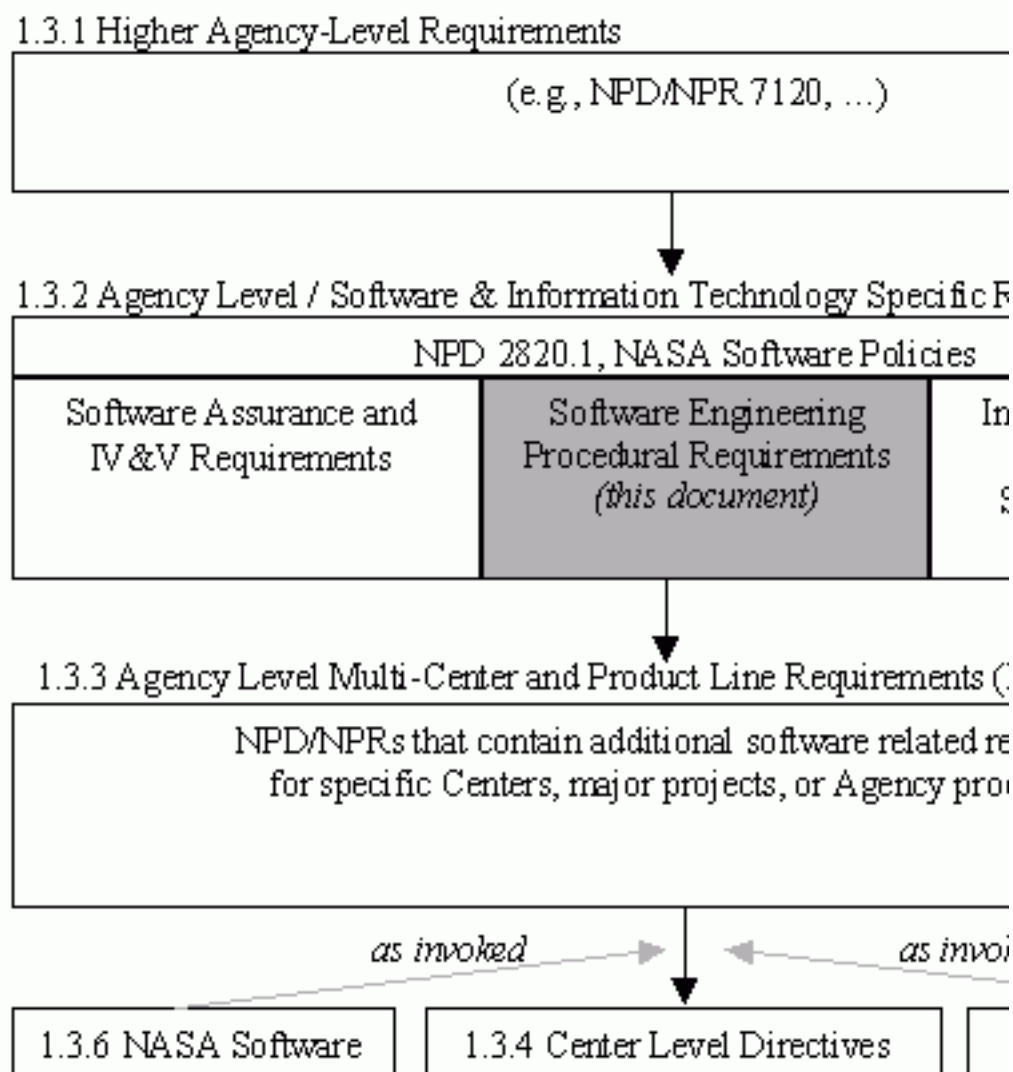 1.3.1 Higher Agency-Level Requirements
(e.g., NPD/NPR 7120, ...)
1.3.2 Agency Level / Software & Information Technology Specific
NPD 2820.1, NASA Software Policies
Software Assurance and
IV&V Requirements
Software Engineering
Procedural Requirements
(this document)
1.3.3 Agency Level Multi-Center and Product Line Requirements
NPD/NPRs that contain additional software related
for specific Centers, major projects, or Agency
as invoked
1.3.6 NASA Software
1.3.4 Center Level Directives